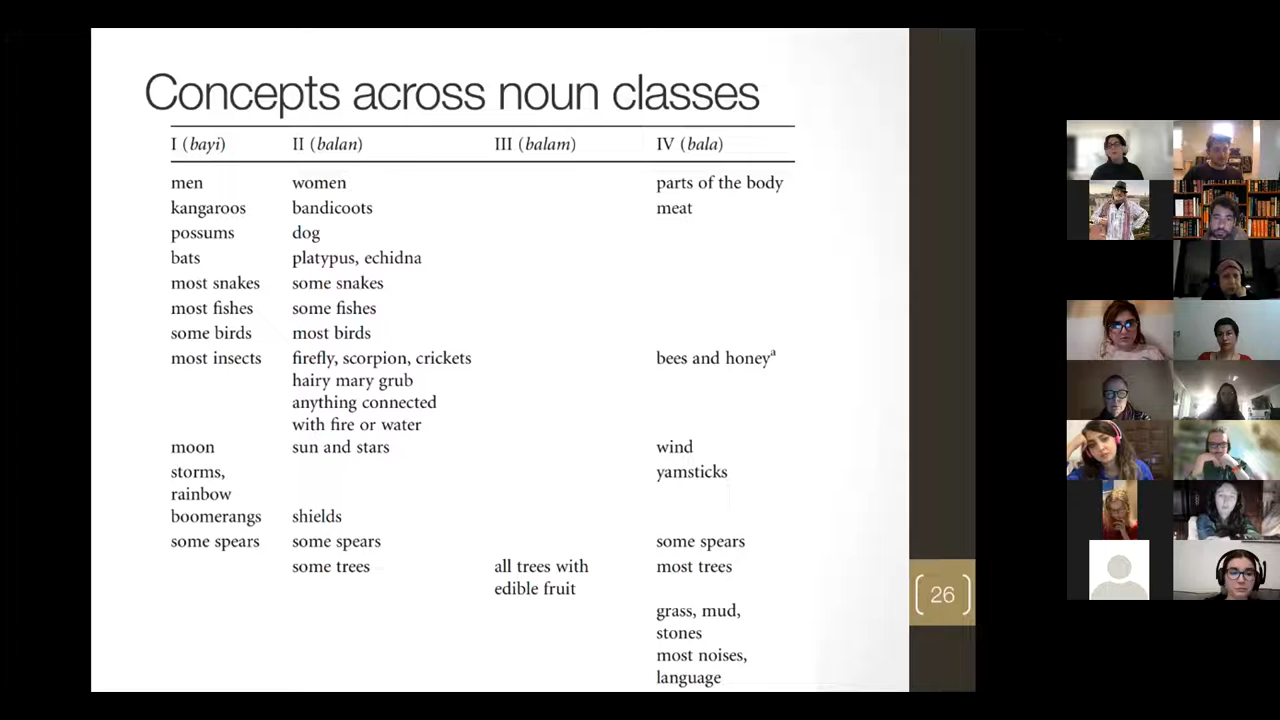 Concepts across noun classes
I (bayi) II (balan) III (balam) IV (bala)
men women parts of the body
kangaroos bandicoots meat
possums dog
bats platypus, echidna
most snakes some snakes
most fishes some fishes
some birds most birds
most insects firefly, scorpion, crickets bees and honeyᵃ
hairy mary grub
anything connected
with fire or water
moon sun and stars wind
storms, yamsticks
rainbow
boomerangs shields
some spears some spears some spears
some trees all trees with most trees
edible fruit
26
grass, mud,
stones
most noises,
language